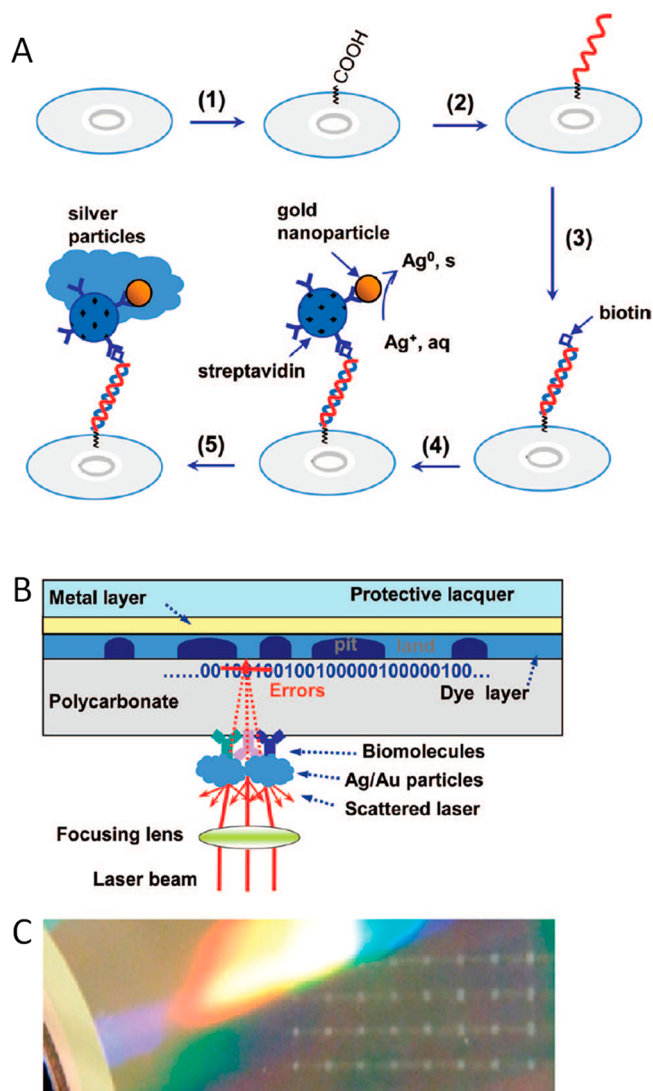 A
(1)
COOH
(2)
(3)
silver
particles
gold
nanoparticle
Ag⁰, s
Ag⁺, aq
streptavidin
biotin
(5)
(4)
B
Metal layer
Protective lacquer
pit
land
......00100100100100000100000100...
Errors
Polycarbonate
Dye layer
Biomolecules
Ag/Au particles
Scattered laser
Focusing lens
Laser beam
C